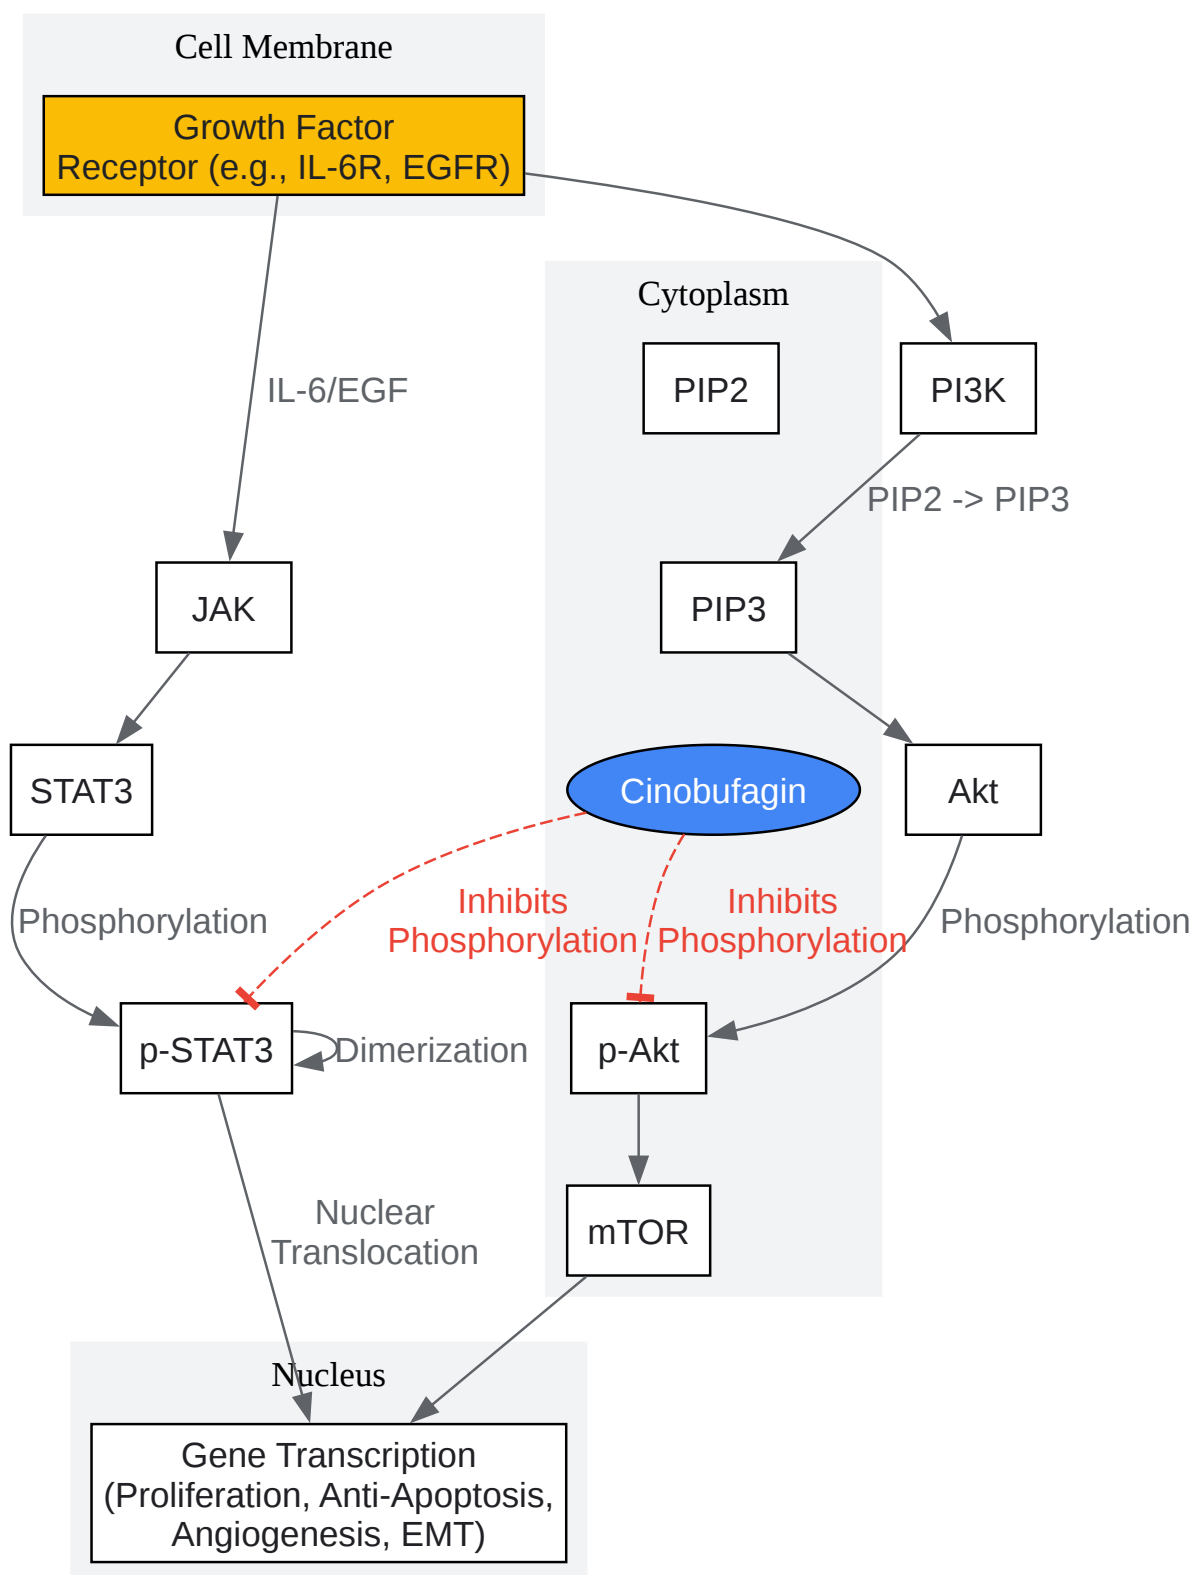 Cell Membrane
Growth Factor
Receptor (e.g., IL-6R, EGFR)
Cytoplasm
IL-6/EGF
PIP2
PI3K
PIP2 -> PIP3
JAK
PIP3
STAT3
Cinobufagin
Akt
Phosphorylation
Inhibits
Phosphorylation
Inhibits
Phosphorylation
Phosphorylation
p-STAT3
Dimerization
p-Akt
Nuclear
Translocation
mTOR
Nucleus
Gene Transcription
(Proliferation, Anti-Apoptosis,
Angiogenesis, EMT)